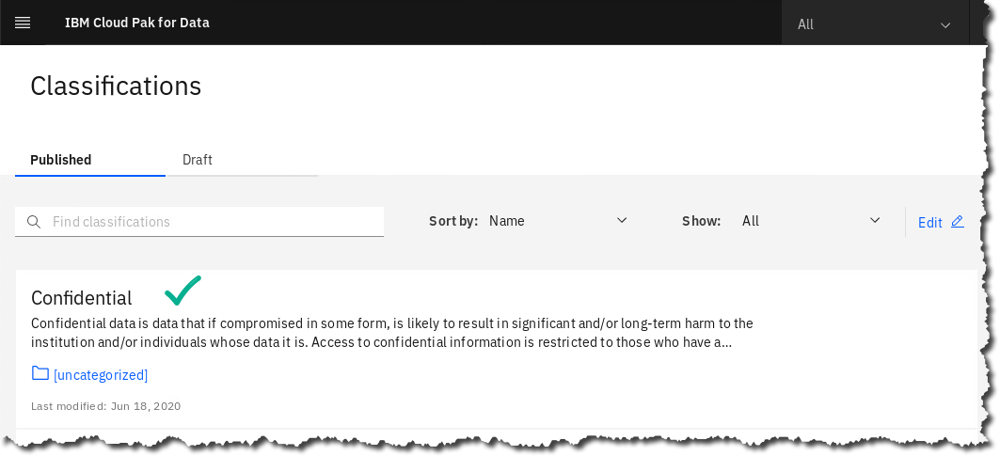 IBM Cloud Pak for Data
All
Classifications
Published
Draft
Find classifications
Sort by: Name
Show: All
Edit
Confidential
Confidential data is data that if compromised in some form, is likely to result in significant and/or long-term harm to the
institution and/or individuals whose data it is. Access to confidential information is restricted to those who have a...
[uncategorized]
Last modified: Jun 18, 2020